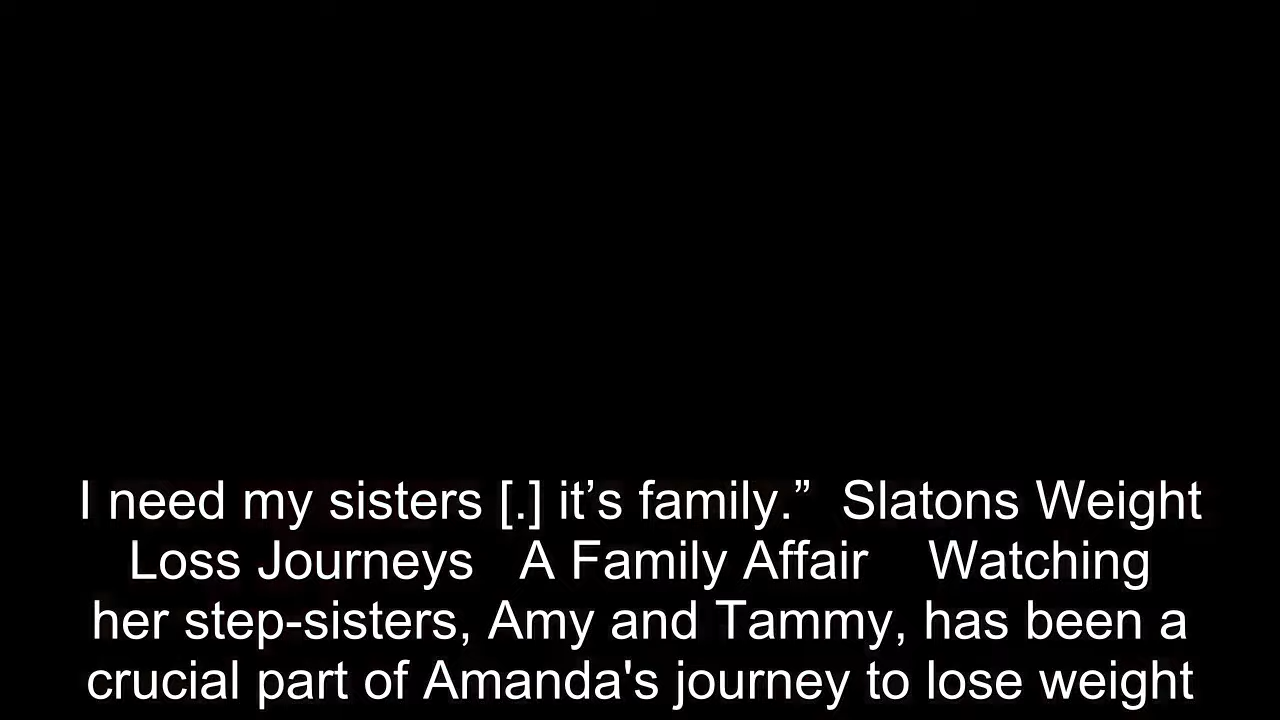 I need my sisters [.] it’s family.”  Slatons Weight
Loss Journeys   A Family Affair    Watching
her step-sisters, Amy and Tammy, has been a
crucial part of Amanda's journey to lose weight